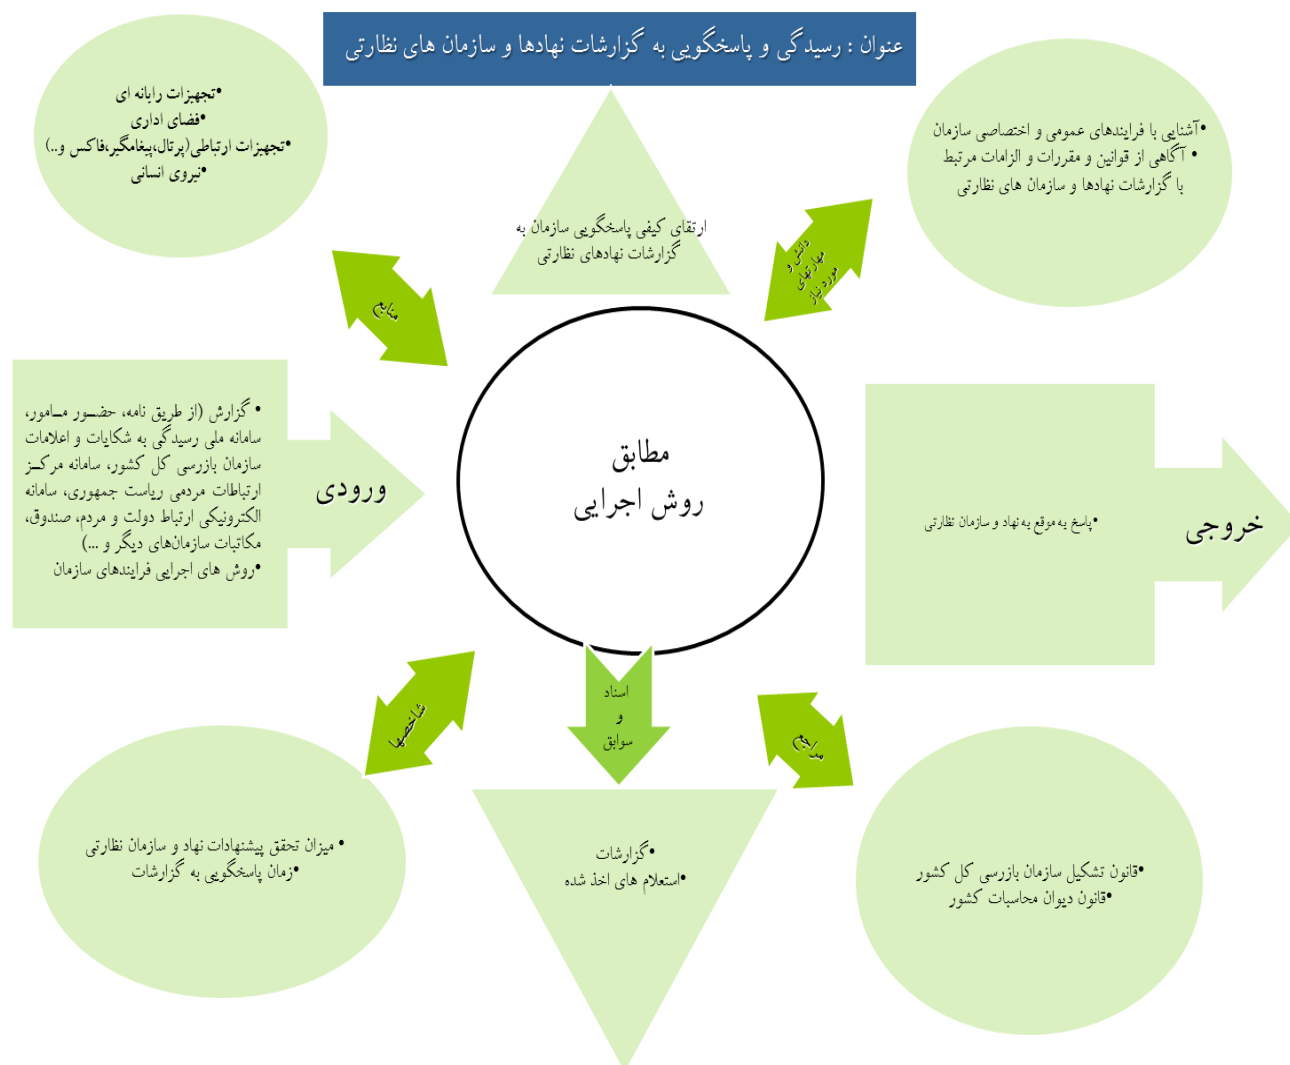 عنوان : رسیدگی و پاسخگویی به گزارشات نهادها و سازمان های نظارتی
•آشنایی با فرایندهای عمومی و اختصاصی سازمان
• آگاهی از قوانین و مقررات و الزامات مرتبط
با گزارشات نهادها و سازمان های نظارتی
دانش و
مهارتهای
مورد نیاز
ارتقای کیفی پاسخگویی سازمان به
گزارشات نهادهای نظارتی
•تجهیزات رایانه ای
•فضای اداری
•تجهیزات ارتباطی(پرتال،پیغامگیر،فاکس و..)
•نیروی انسانی
منابع
• گزارش (از طریق نامه، حضور مامور،
سامانه ملی رسیدگی به شکایات و اعلامات
سازمان بازرسی کل کشور، سامانه مرکز
ارتباطات مردمی ریاست جمهوری، سامانه
الکترونیکی ارتباط دولت و مردم، صندوق،
مکاتبات سازمان‌های دیگر و ...)
•روش های اجرایی فرایندهای سازمان
ورودی
مطابق
روش اجرایی
•پاسخ به موقع به نهاد و سازمان نظارتی
خروجی
شاخصها
• میزان تحقق پیشنهادات نهاد و سازمان نظارتی
•زمان پاسخگویی به گزارشات
اسناد
و
سوابق
•گزارشات
•استعلام های اخذ شده
مراجع
•قانون تشکیل سازمان بازرسی کل کشور
•قانون دیوان محاسبات کشور